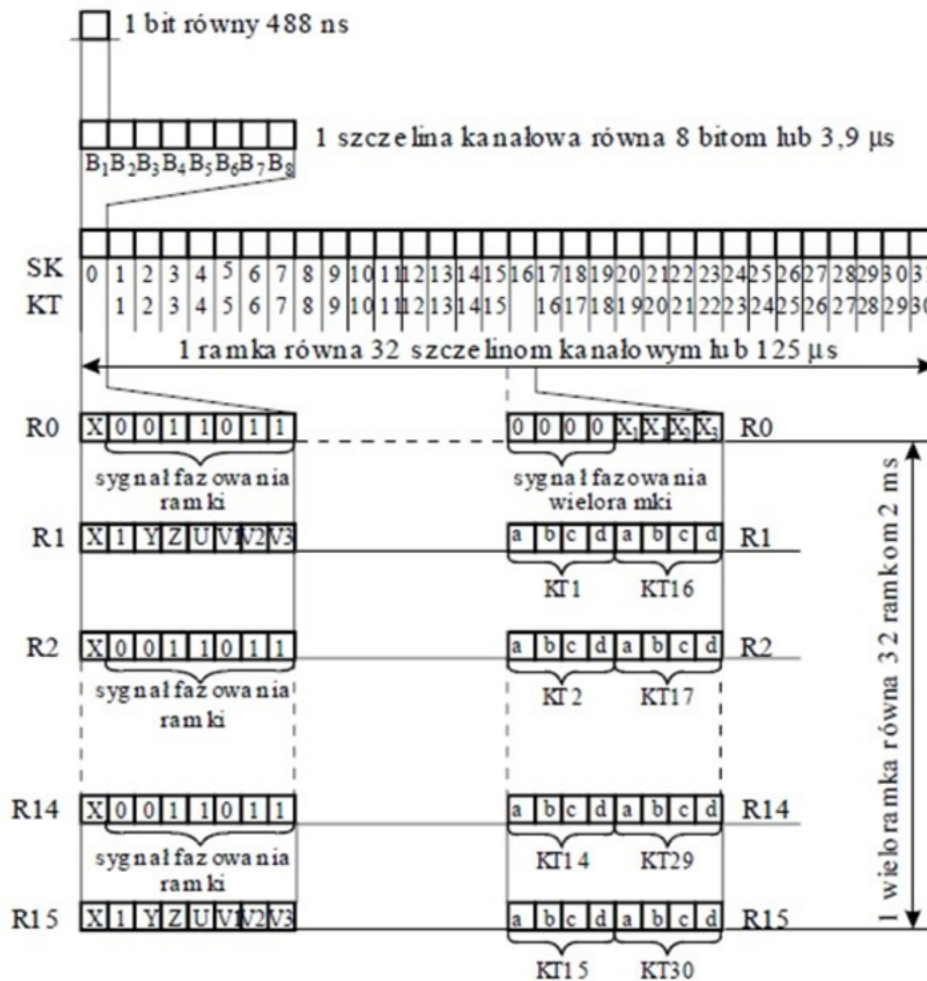 1 bit równy 488 ns
1 szczelina kanałowa równa 8 bitom lub 3,9 µs
B₁ B₂ B₃ B₄ B₅ B₆ B₇ B₈
SK 0 1 2 3 4 5 6 7 8 9 10 11 12 13 14 15 16 17 18 19 20 21 22 23 24 25 26 27 28 29 30 31
KT 1 2 3 4 5 6 7 8 9 10 11 12 13 14 15 16 17 18 19 20 21 22 23 24 25 26 27 28 29 30
1 ramka równa 32 szczelinom kanałowym lub 125 µs
R0 X 0 0 1 1 0 1 1 0 0 0 0 X₁ X₁ X₂ X₃ R0
sygnał fazowania ramki
sygnał fazowania wieloramki
R1 X 1 Y Z U V1 V2 V3 a b c d a b c d R1
KT1 KT16
R2 X 0 0 1 1 0 1 1 a b c d a b c d R2
sygnał fazowania ramki
KT2 KT17
R14 X 0 0 1 1 0 1 1 a b c d a b c d R14
sygnał fazowania ramki
KT14 KT29
R15 X 1 Y Z U V1 V2 V3 a b c d a b c d R15
KT15 KT30
1 wieloramka równa 32 ramkom 2 ms